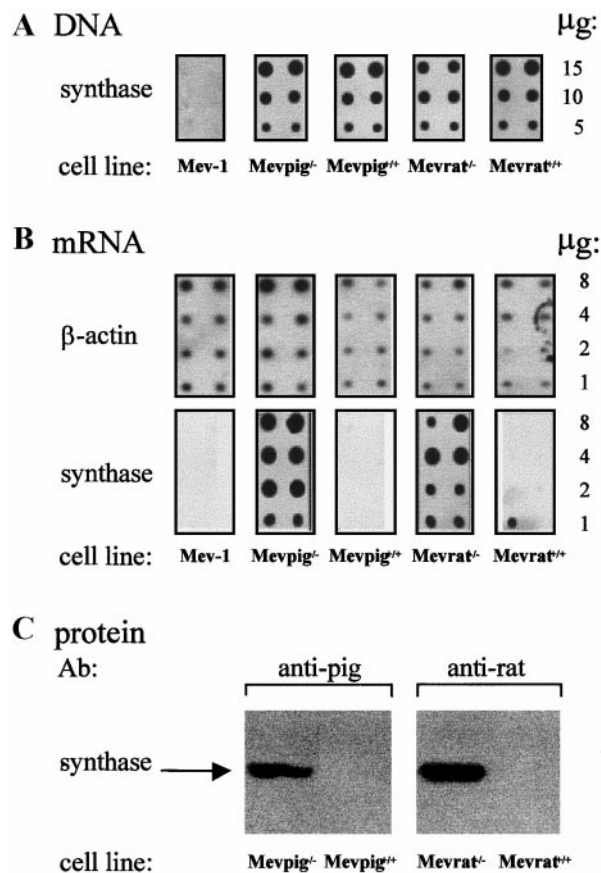 A DNA μg:
synthase 15
10
5
cell line: Mev-1 Mevpig⁺/⁻ Mevpig⁺/⁺ Mevrat⁺/⁻ Mevrat⁺/⁺
B mRNA μg:
β-actin 8
4
2
1
synthase 8
4
2
1
cell line: Mev-1 Mevpig⁺/⁻ Mevpig⁺/⁺ Mevrat⁺/⁻ Mevrat⁺/⁺
C protein
Ab: anti-pig anti-rat
synthase
cell line: Mevpig⁺/⁻ Mevpig⁺/⁺ Mevrat⁺/⁻ Mevrat⁺/⁺